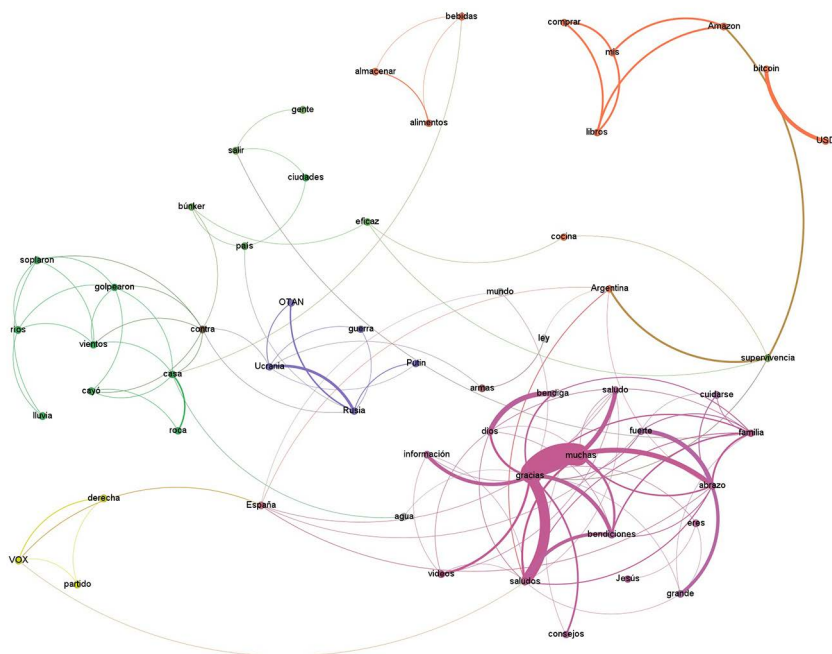 bebidas
comprar
Amazon
mis
bitcoin
almacenar
alimentos
libros
USD
gente
salir
ciudades
búnker
eficaz
país
cocina
soplaron
golpearon
Argentina
mundo
OTAN
ríos
vientos
contra
guerra
ley
supervivencia
Ucrania
Putin
casa
cayó
armas
bendiga
saludo
cuidarse
Rusia
lluvia
roca
dios
fuerte
familia
información
muchas
gracias
abrazo
derecha
España
agua
eres
bendiciones
VOX
partido
videos
saludos
Jesús
grande
consejos